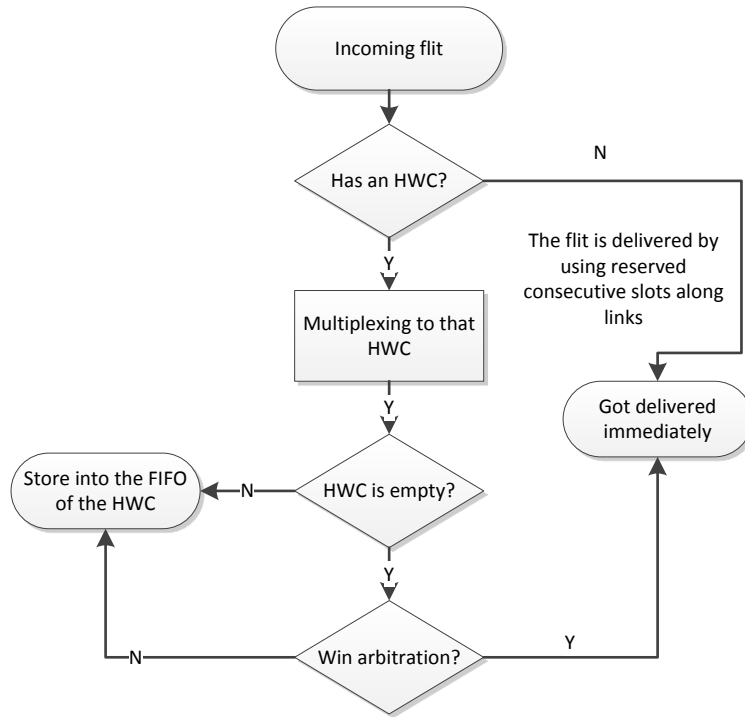 Incoming flit
N
Has an HWC?
The flit is delivered by
using reserved
consecutive slots along
links
Y
Multiplexing to that
HWC
Y
Got delivered
immediately
Store into the FIFO
of the HWC
N
HWC is empty?
Y
N
Win arbitration?
Y